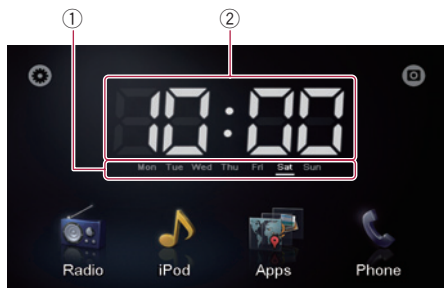 ① ②
10:00
Mon Tue Wed Thu Fri Sat Sun
Radio iPod Apps Phone